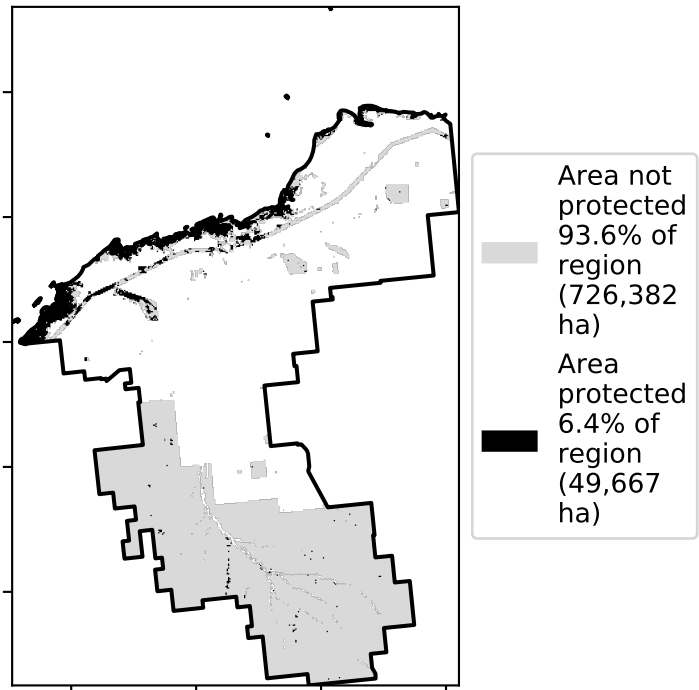 Area not
protected
93.6% of
region
(726,382
ha)
Area
protected
6.4% of
region
(49,667
ha)